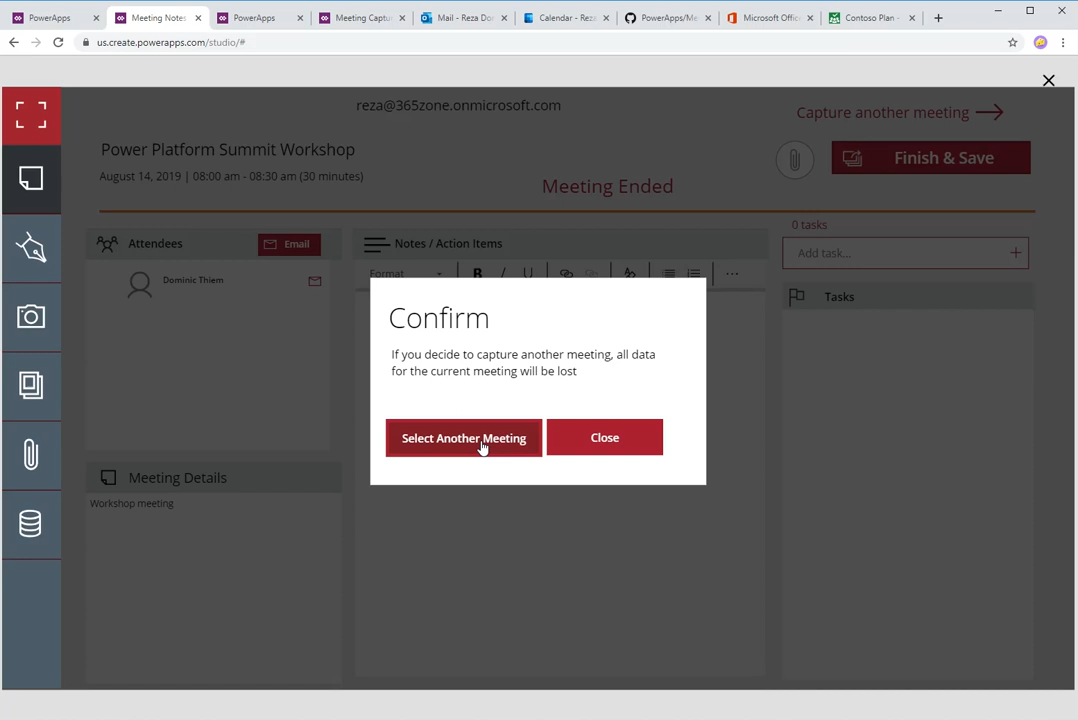 PowerApps
Meeting Notes
PowerApps
Meeting Captu
Mail - Reza Do
Calendar - Rez
PowerApps/Me
Microsoft Offic
Contoso Plan -
us.create.powerapps.com/studio/#
reza@365zone.onmicrosoft.com
Capture another meeting
Power Platform Summit Workshop
Finish & Save
August 14, 2019 | 08:00 am - 08:30 am (30 minutes)
Meeting Ended
0 tasks
Attendees
Email
Notes / Action Items
Add task...
Format
B I U
Dominic Thiem
Tasks
Confirm
If you decide to capture another meeting, all data
for the current meeting will be lost
Select Another Meeting
Close
Meeting Details
Workshop meeting